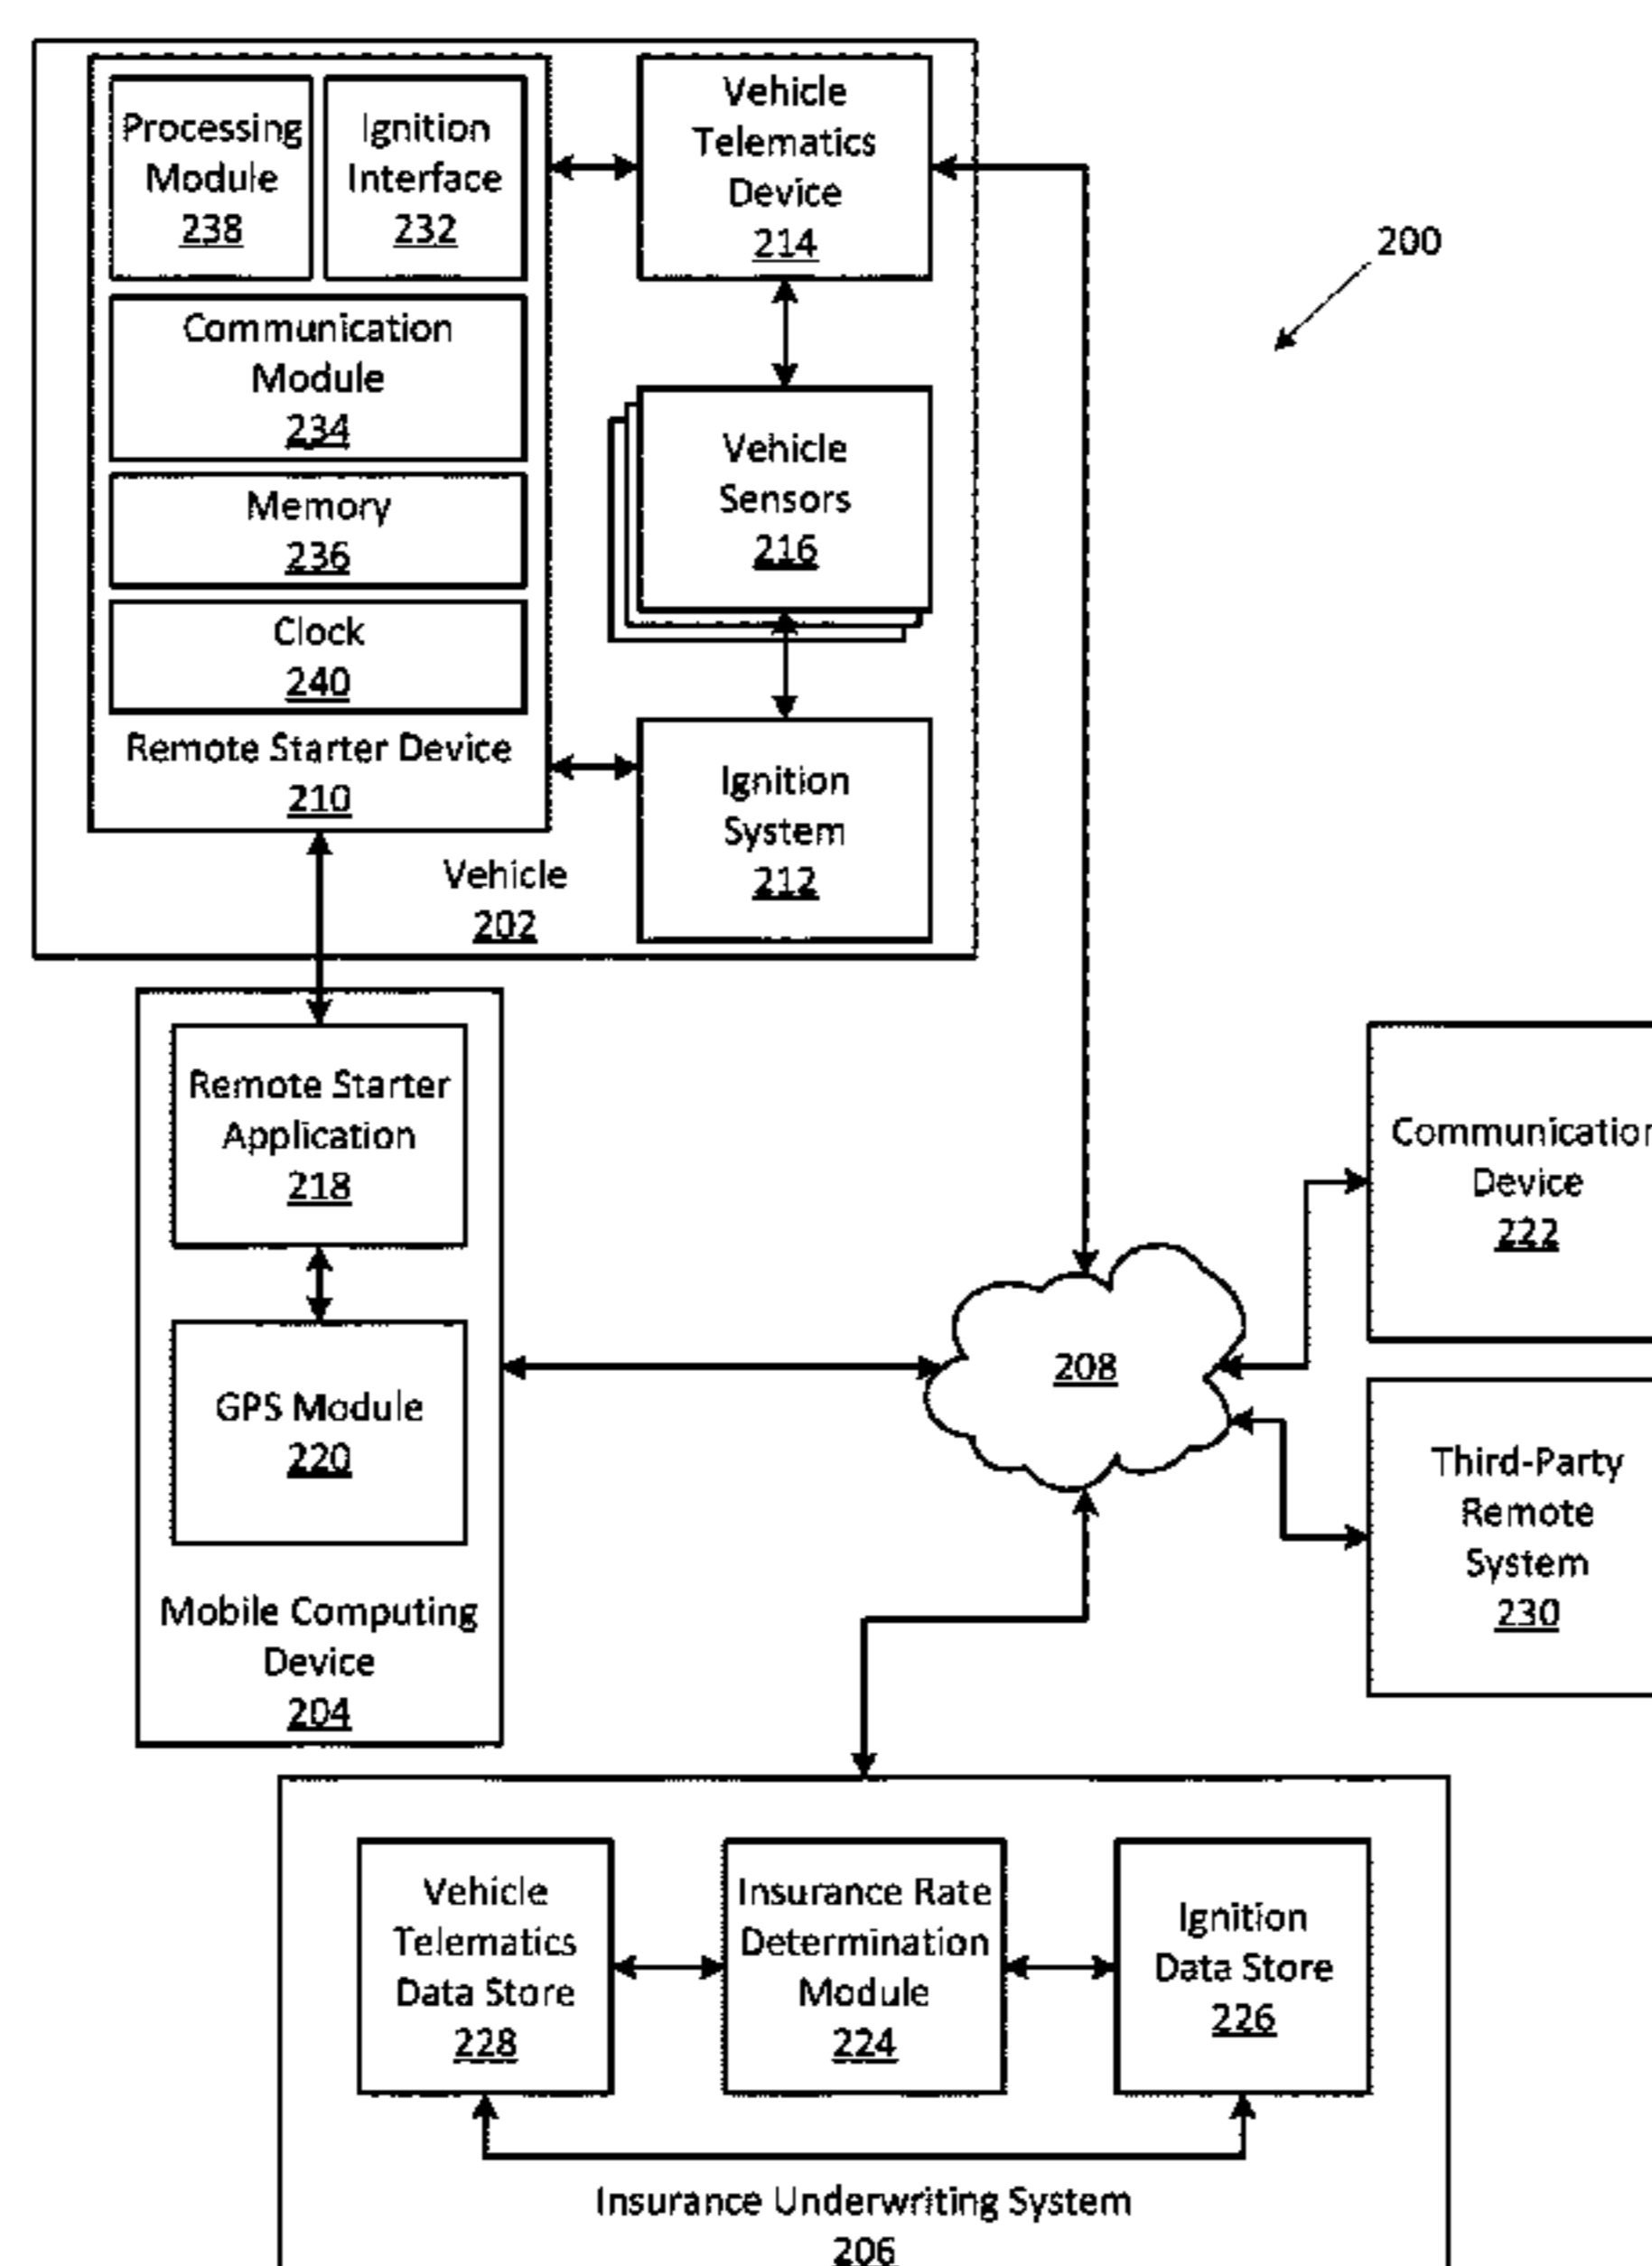 Processing
Module
238
Ignition
Interface
232
Communication
Module
234
Memory
236
Clock
240
Remote Starter Device
210
Vehicle
Telematics
Device
214
Vehicle
Sensors
216
Ignition
System
212
Vehicle
202
200
Remote Starter
Application
218
GPS Module
220
Mobile Computing
Device
204
208
Communication
Device
222
Third-Party
Remote
System
230
Vehicle
Telematics
Data Store
228
Insurance Rate
Determination
Module
224
Ignition
Data Store
226
Insurance Underwriting System
206